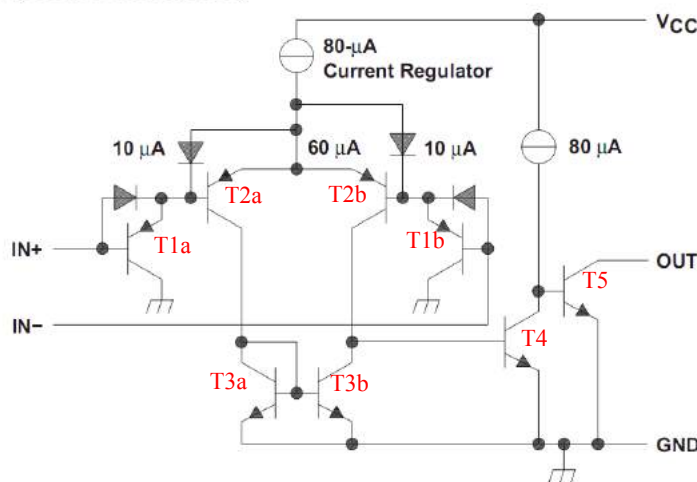 VCC
80-µA
Current Regulator
10 µA
60 µA
10 µA
80 µA
T2a
T2b
IN+
T1a
T1b
OUT
T5
IN−
T4
T3a
T3b
GND